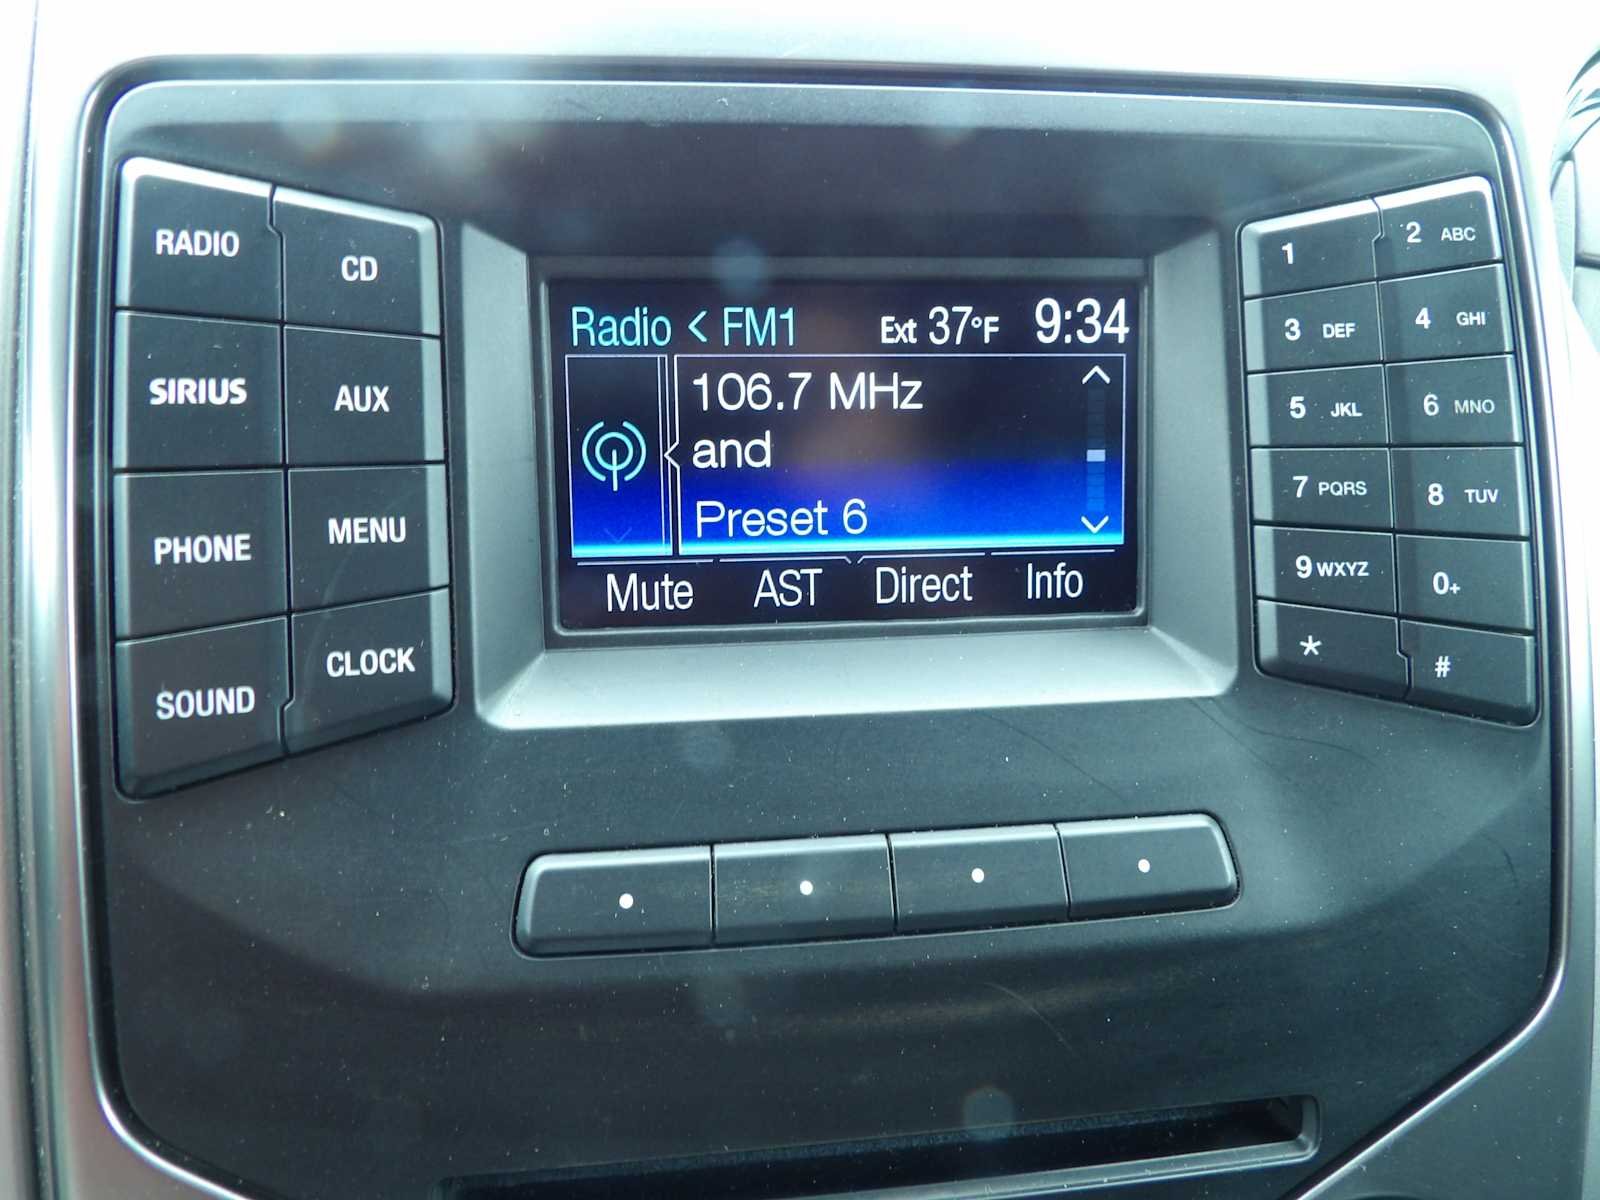 RADIO
CD
SIRIUS
AUX
PHONE
MENU
SOUND
CLOCK
Radio < FM1 Ext 37°F 9:34
106.7 MHz
and
Preset 6
Mute AST Direct Info
1
2 ABC
3 DEF
4 GHI
5 JKL
6 MNO
7 PQRS
8 TUV
9 WXYZ
0+
*
#